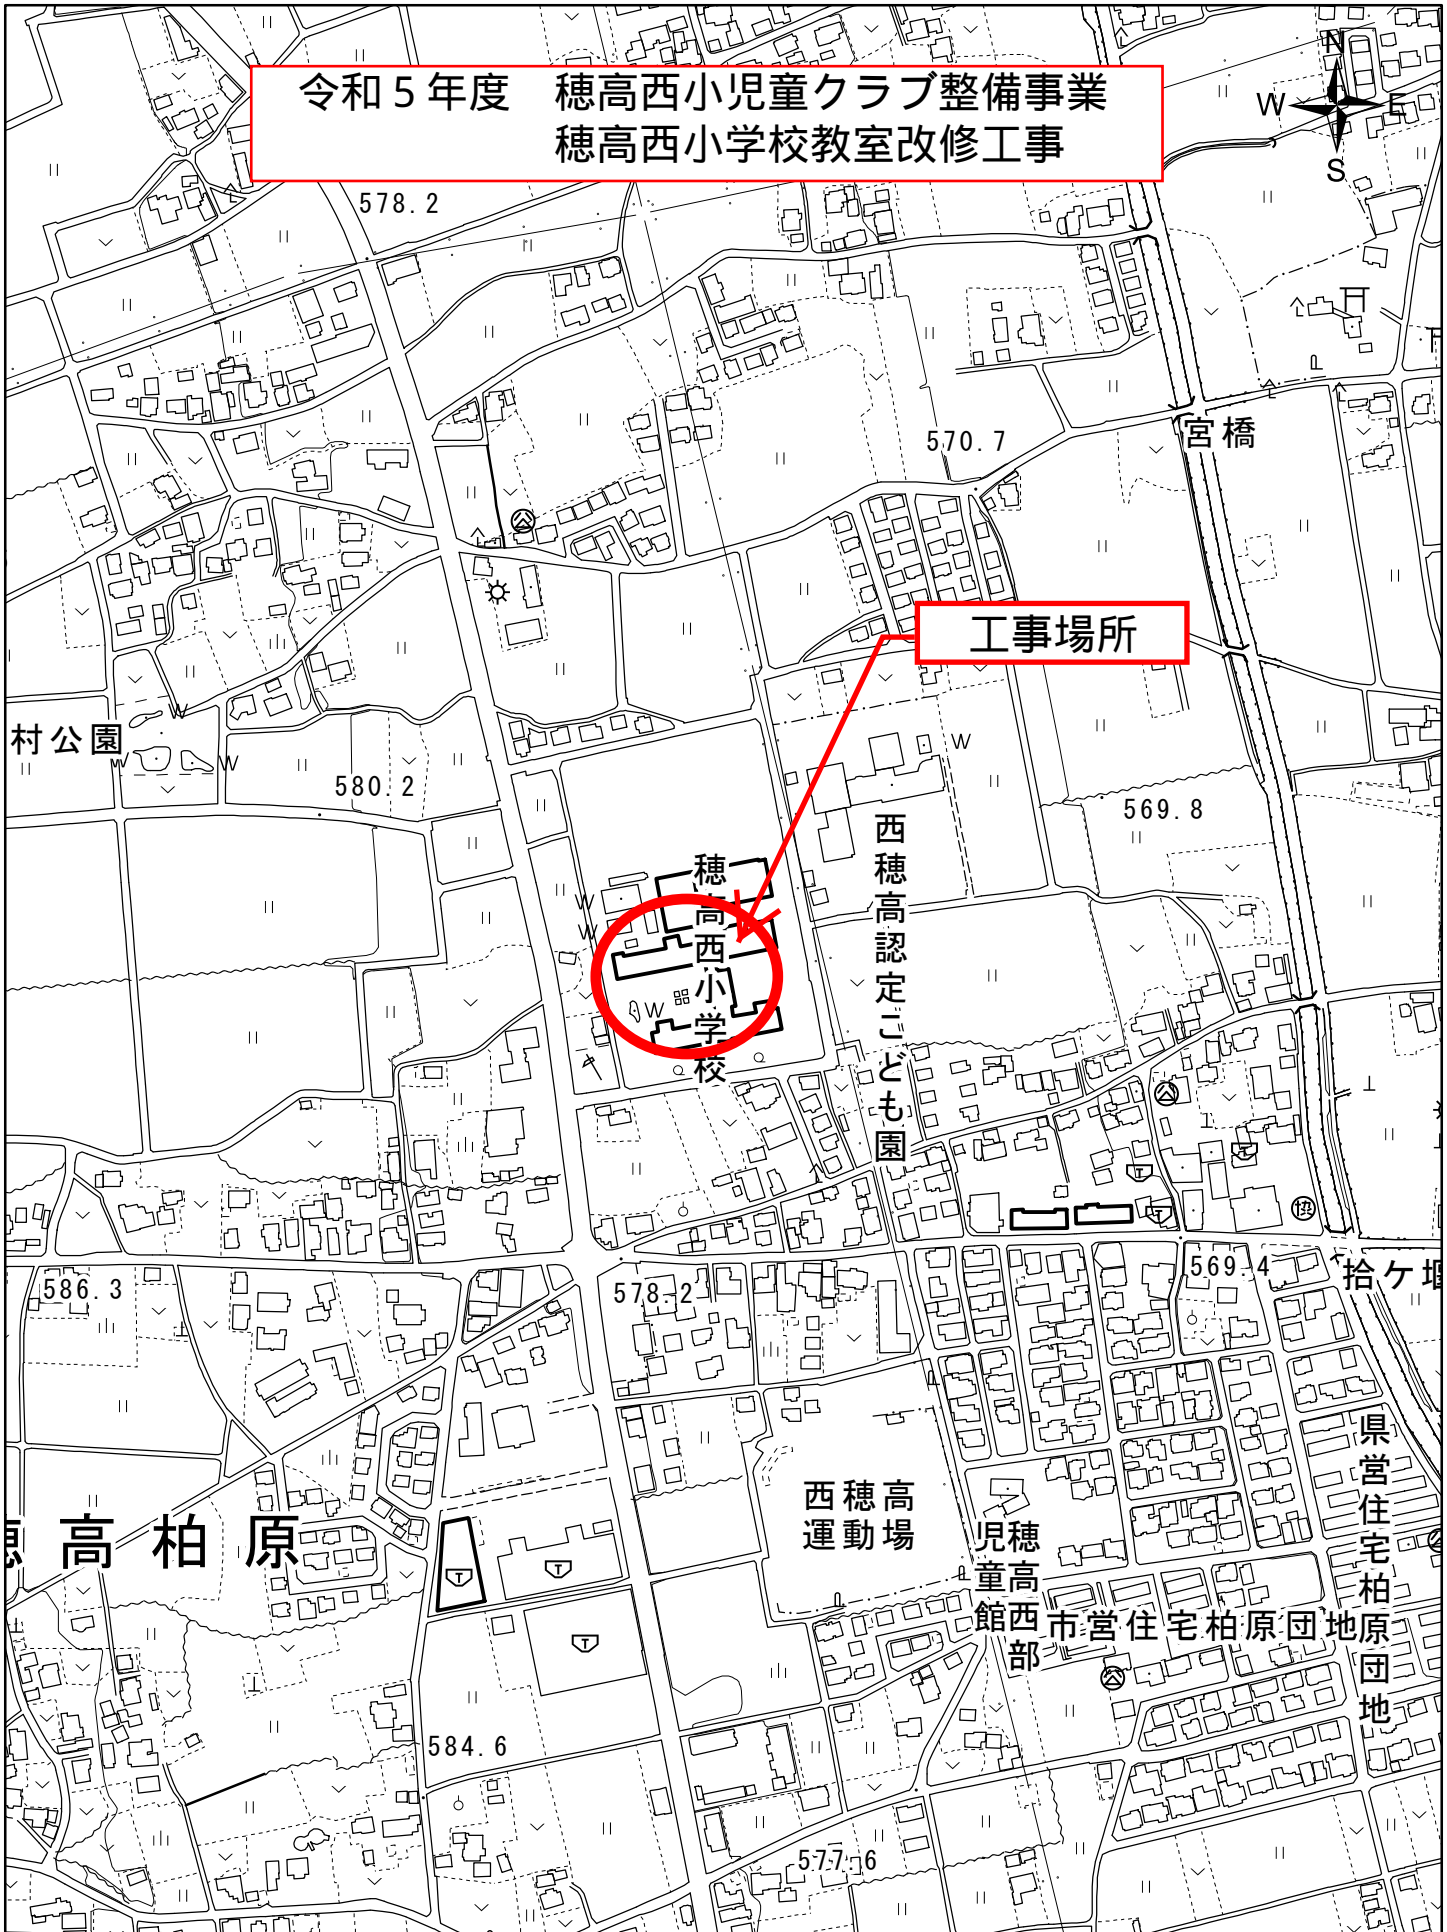 令和５年度　穂高西小児童クラブ整備事業
穂高西小学校教室改修工事
N
W
E
S
578.2
570.7
宮橋
工事場所
村公園
580.2
569.8
穂高西小学校
西穂高認定こども園
586.3
578.2
569.4
拾ケ堰
西穂高
運動場
穂高西部
児童館
県営住宅柏原団地
市営住宅柏原団地
穂高柏原
584.6
577.6